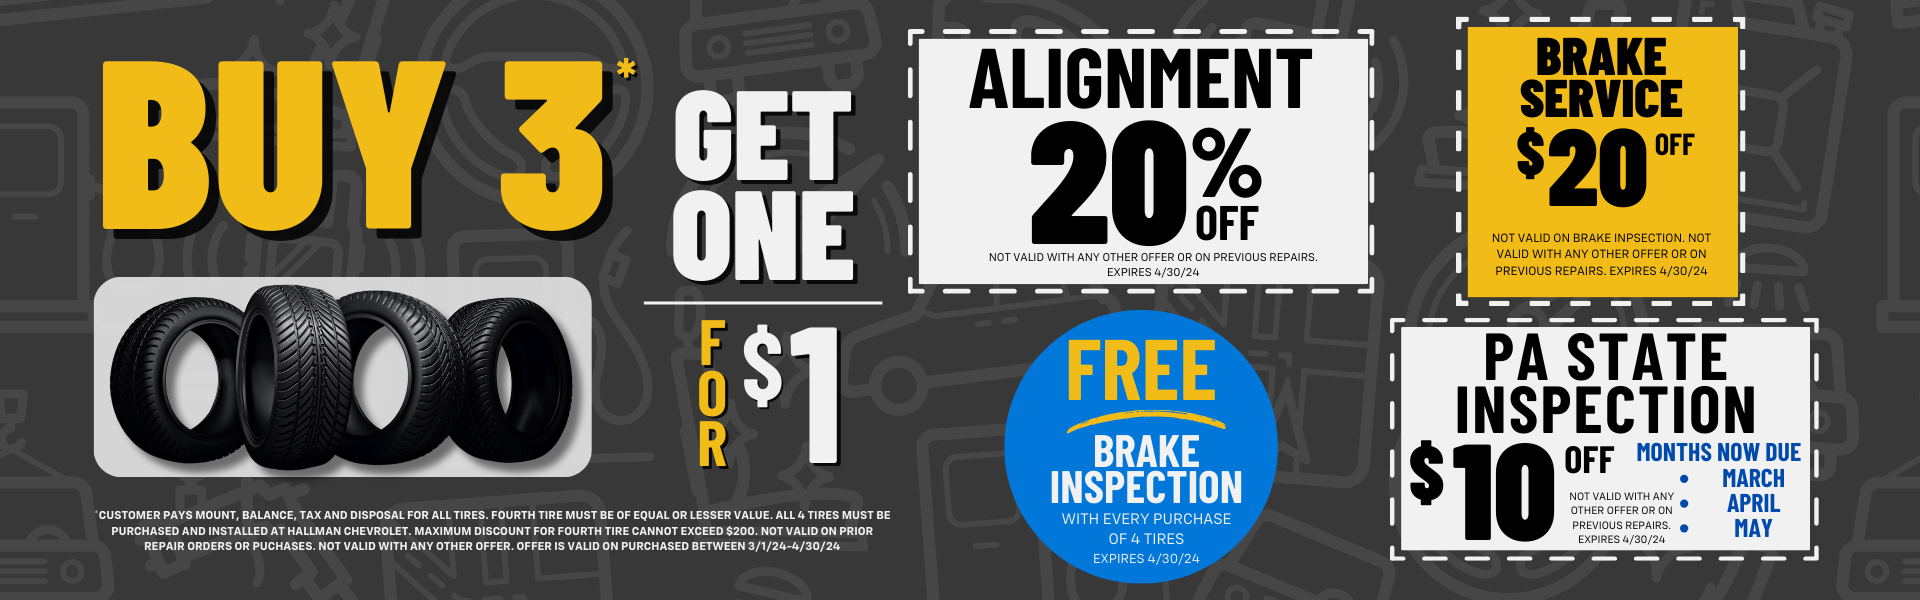 BUY 3*
GET
ONE
FOR
$1
*CUSTOMER PAYS MOUNT, BALANCE, TAX AND DISPOSAL FOR ALL TIRES. FOURTH TIRE MUST BE OF EQUAL OR LESSER VALUE. ALL 4 TIRES MUST BE
PURCHASED AND INSTALLED AT HALLMAN CHEVROLET. MAXIMUM DISCOUNT FOR FOURTH TIRE CANNOT EXCEED $200. NOT VALID ON PRIOR
REPAIR ORDERS OR PUCHASES. NOT VALID WITH ANY OTHER OFFER. OFFER IS VALID ON PURCHASED BETWEEN 3/1/24-4/30/24
ALIGNMENT
20%
OFF
NOT VALID WITH ANY OTHER OFFER OR ON PREVIOUS REPAIRS.
EXPIRES 4/30/24
BRAKE
SERVICE
$20 OFF
NOT VALID ON BRAKE INPSECTION. NOT
VALID WITH ANY OTHER OFFER OR ON
PREVIOUS REPAIRS. EXPIRES 4/30/24
FREE
BRAKE
INSPECTION
WITH EVERY PURCHASE
OF 4 TIRES
EXPIRES 4/30/24
PA STATE
INSPECTION
$10 OFF
NOT VALID WITH ANY
OTHER OFFER OR ON
PREVIOUS REPAIRS.
EXPIRES 4/30/24
MONTHS NOW DUE
• MARCH
• APRIL
• MAY